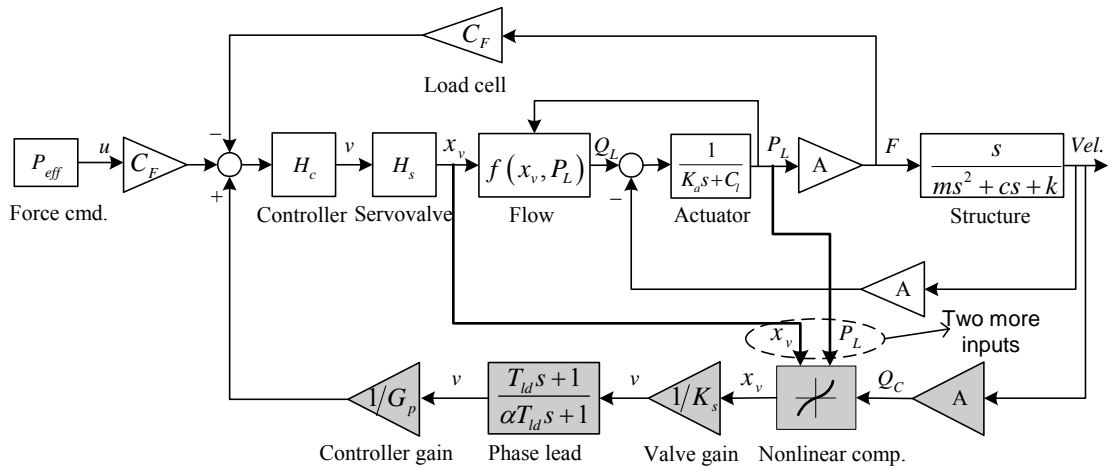 C_F
Load cell
−
P_eff
u
C_F
H_c
v
H_s
x_v
f(x_v, P_L)
Q_L
1
K_a s+C_l
P_L
A
F
s
ms² + cs + k
Vel.
+
−
Force cmd.
Controller
Servovalve
Flow
Actuator
Structure
A
x_v
P_L
Two more
inputs
1/G_p
v
T_ld s + 1
αT_ld s + 1
v
1/K_s
x_v
Q_C
A
Controller gain
Phase lead
Valve gain
Nonlinear comp.